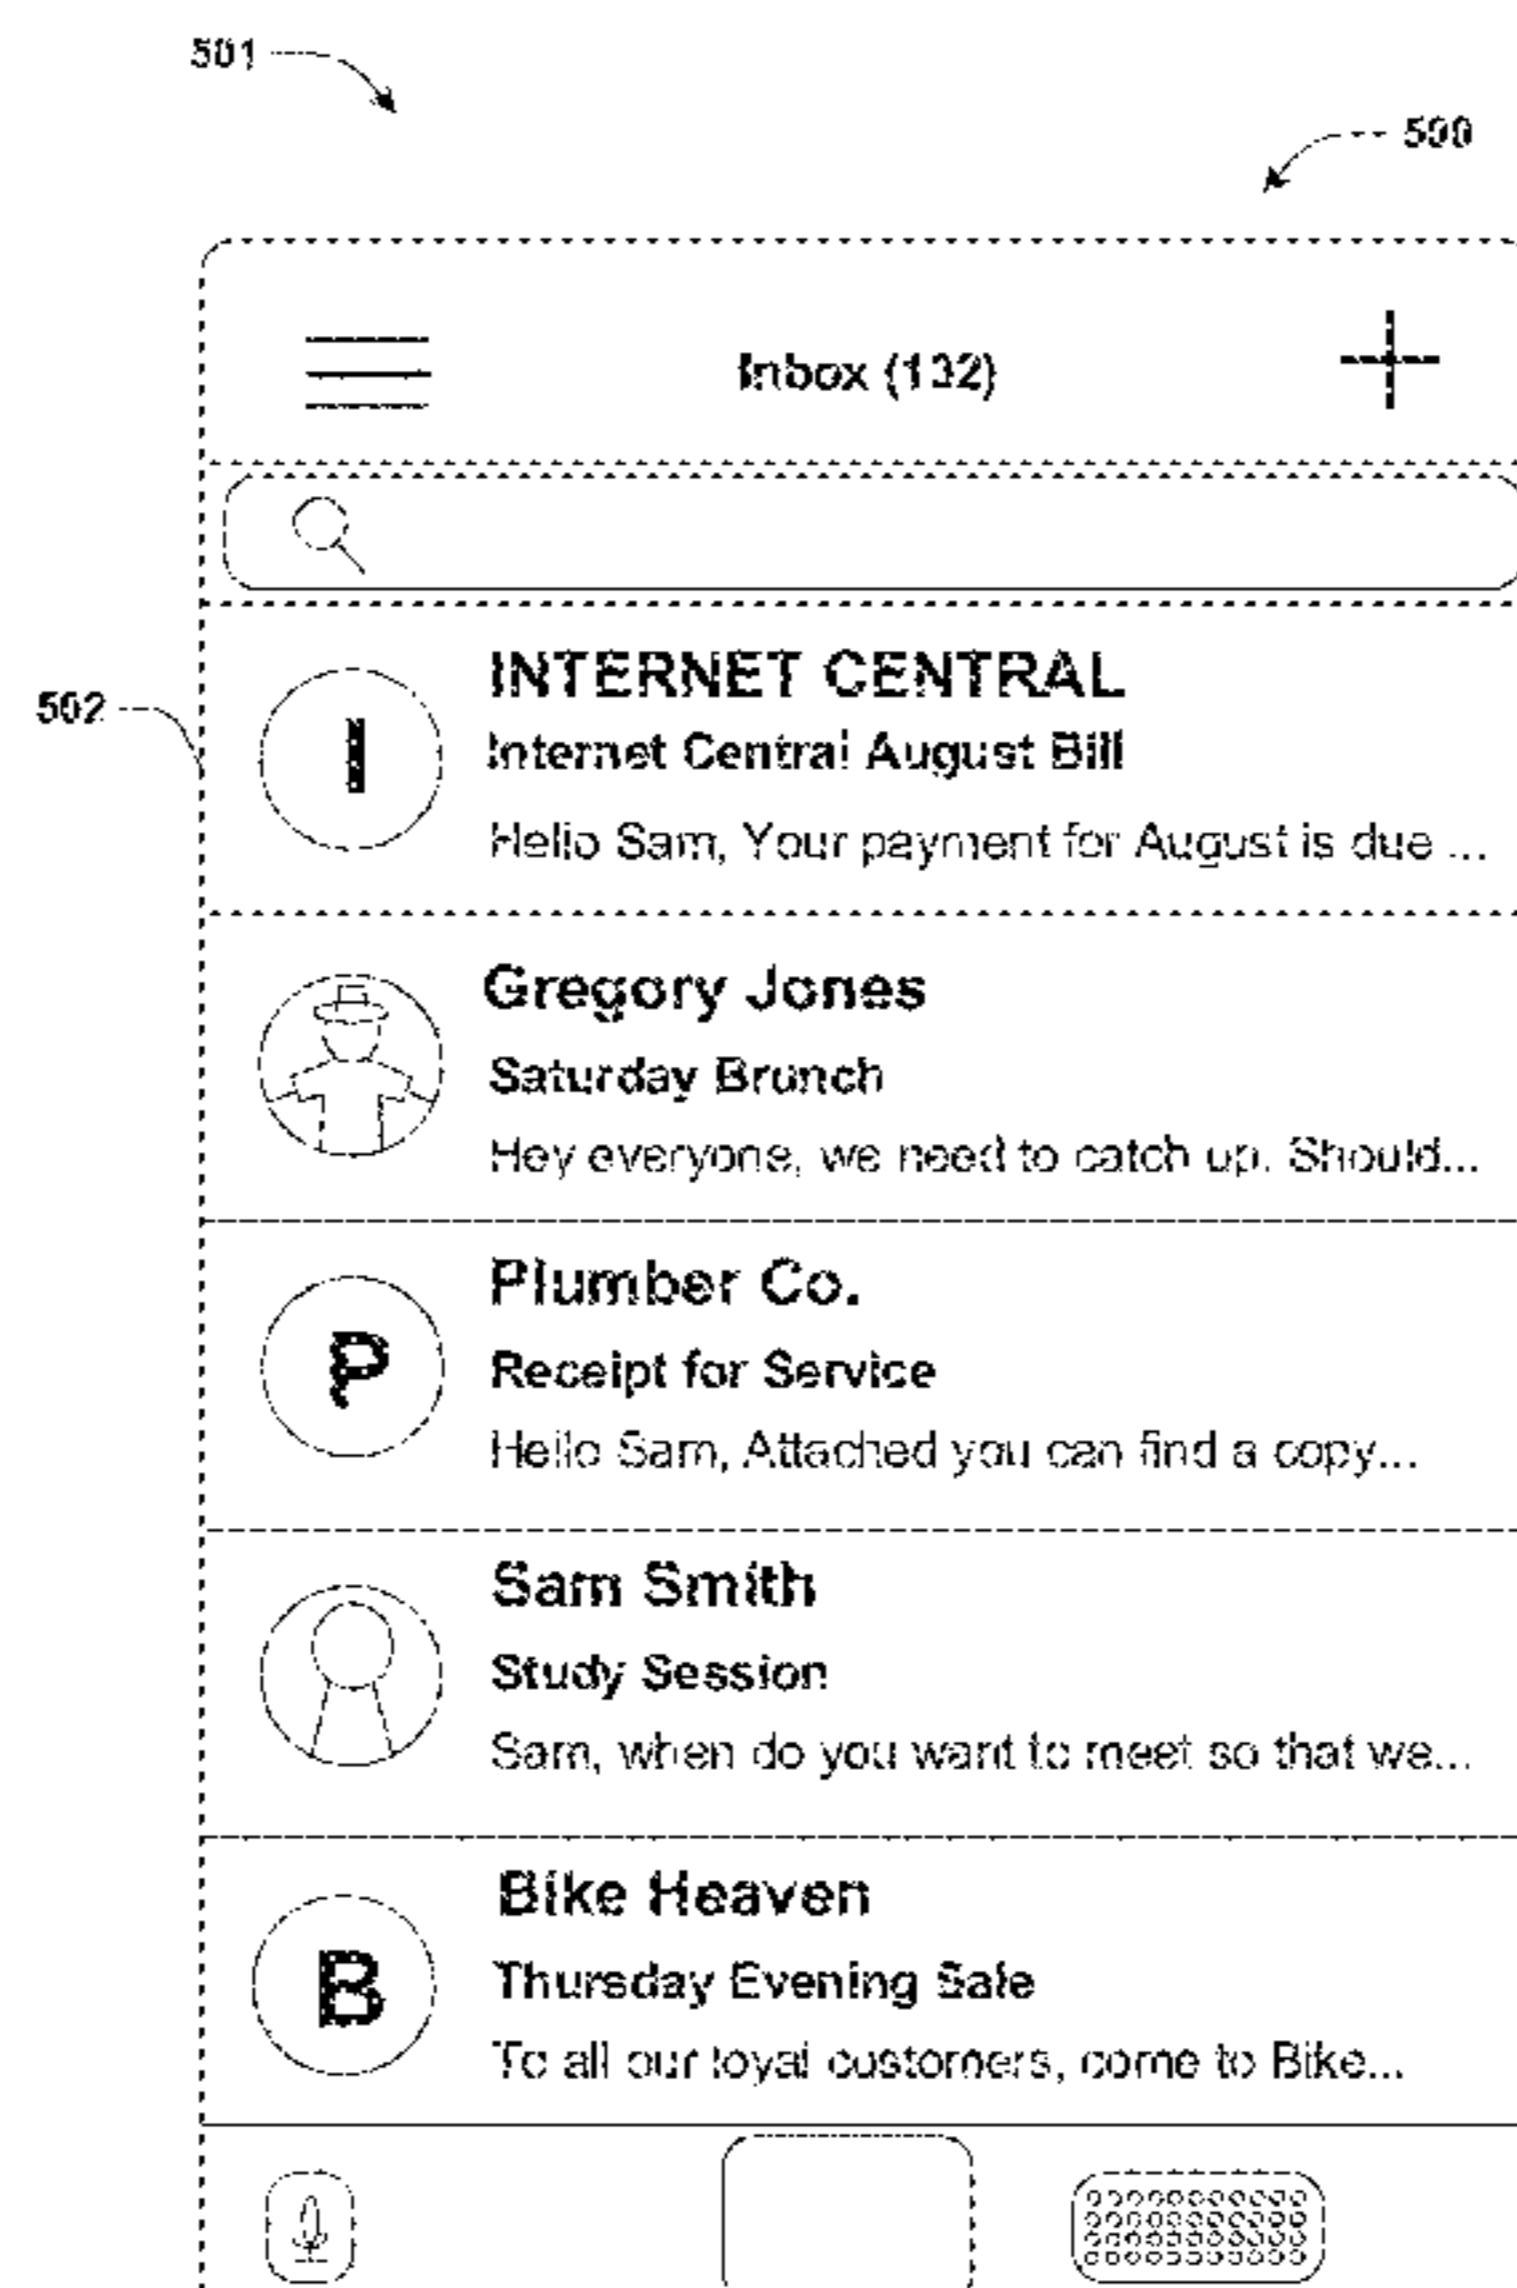 501
500
Inbox (132)
502
I
INTERNET CENTRAL
Internet Central August Bill
Hello Sam, Your payment for August is due ...
Gregory Jones
Saturday Brunch
Hey everyone, we need to catch up. Should...
P
Plumber Co.
Receipt for Service
Hello Sam, Attached you can find a copy...
Sam Smith
Study Session
Sam, when do you want to meet so that we...
B
Bike Heaven
Thursday Evening Sale
To all our loyal customers, come to Bike...